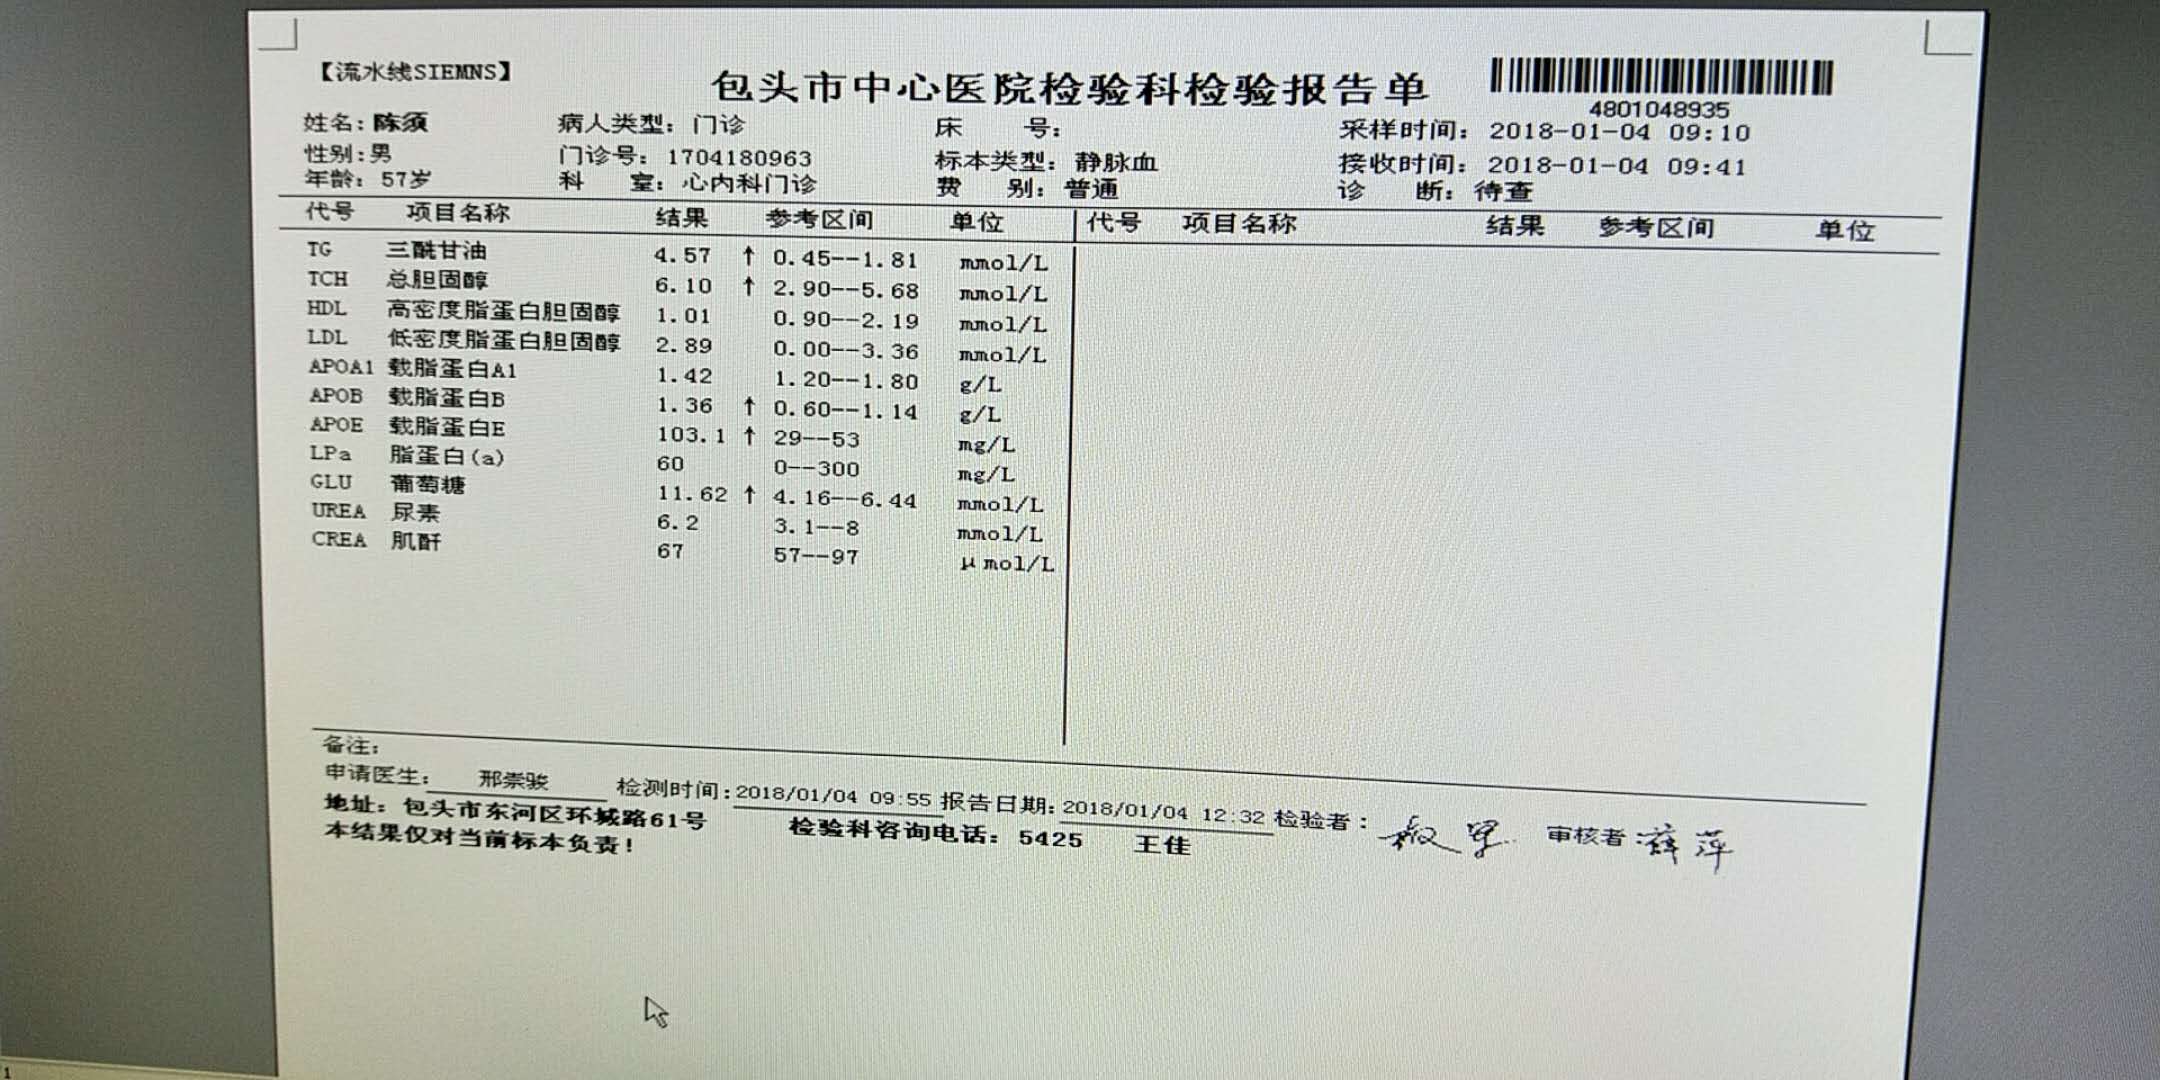 【流水线SIEMNS】
包头市中心医院检验科检验报告单
4801048935
姓名：陈须 病人类型：门诊 床 号： 采样时间：2018-01-04 09:10
性别：男 门诊号：1704180963 标本类型：静脉血 接收时间：2018-01-04 09:41
年龄：57岁 科 室：心内科门诊 费 别：普通 诊 断：待查
代号 项目名称 结果 参考区间 单位 代号 项目名称 结果 参考区间 单位
TG 三酰甘油 4.57 ↑ 0.45--1.81 mmol/L
TCH 总胆固醇 6.10 ↑ 2.90--5.68 mmol/L
HDL 高密度脂蛋白胆固醇 1.01 0.90--2.19 mmol/L
LDL 低密度脂蛋白胆固醇 2.89 0.00--3.36 mmol/L
APOA1 载脂蛋白A1 1.42 1.20--1.80 g/L
APOB 载脂蛋白B 1.36 ↑ 0.60--1.14 g/L
APOE 载脂蛋白E 103.1 ↑ 29--53 mg/L
LPa 脂蛋白(a) 60 0--300 mg/L
GLU 葡萄糖 11.62 ↑ 4.16--6.44 mmol/L
UREA 尿素 6.2 3.1--8 mmol/L
CREA 肌酐 67 57--97 μmol/L
备注：
申请医生： 邢崇骏 检测时间：2018/01/04 09:55 报告日期：2018/01/04 12:32 检验者： 审核者：薛萍
地址：包头市东河区环城路61号 检验科咨询电话：5425 王佳
本结果仅对当前标本负责！
1